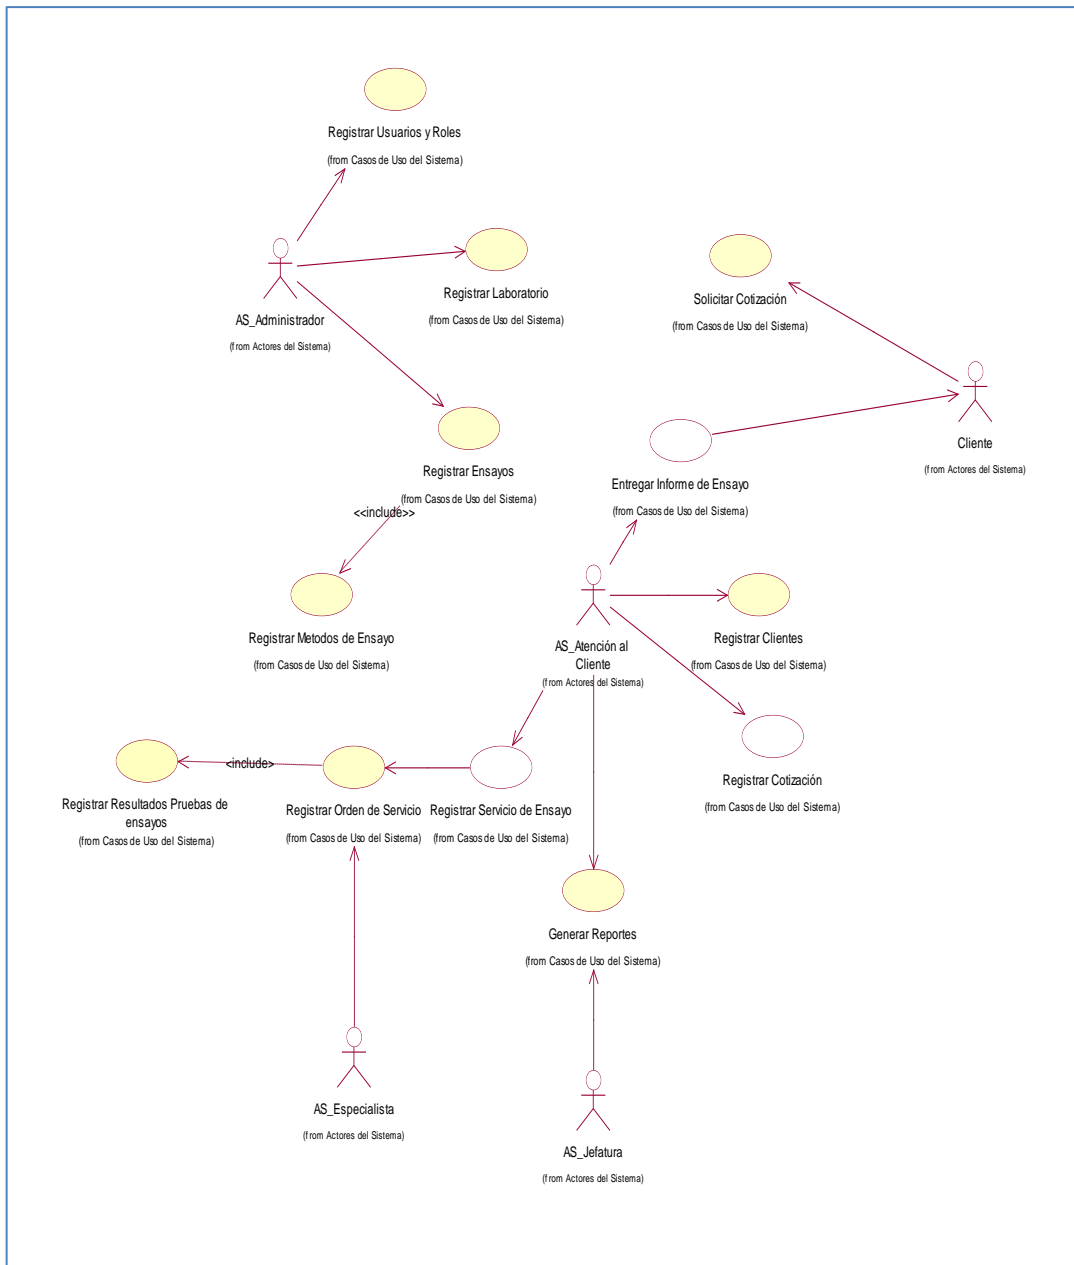 Registrar Usuarios y Roles
(from Casos de Uso del Sistema)
Registrar Laboratorio
(from Casos de Uso del Sistema)
Solicitar Cotización
(from Casos de Uso del Sistema)
AS_Administrador
(from Actores del Sistema)
Cliente
(from Actores del Sistema)
Registrar Ensayos
(from Casos de Uso del Sistema)
<<include>>
Entregar Informe de Ensayo
(from Casos de Uso del Sistema)
Registrar Metodos de Ensayo
(from Casos de Uso del Sistema)
AS_Atención al
Cliente
(from Actores del Sistema)
Registrar Clientes
(from Casos de Uso del Sistema)
Registrar Cotización
(from Casos de Uso del Sistema)
<include>
Registrar Resultados Pruebas de
ensayos
(from Casos de Uso del Sistema)
Registrar Orden de Servicio
(from Casos de Uso del Sistema)
Registrar Servicio de Ensayo
(from Casos de Uso del Sistema)
Generar Reportes
(from Casos de Uso del Sistema)
AS_Especialista
(from Actores del Sistema)
AS_Jefatura
(from Actores del Sistema)